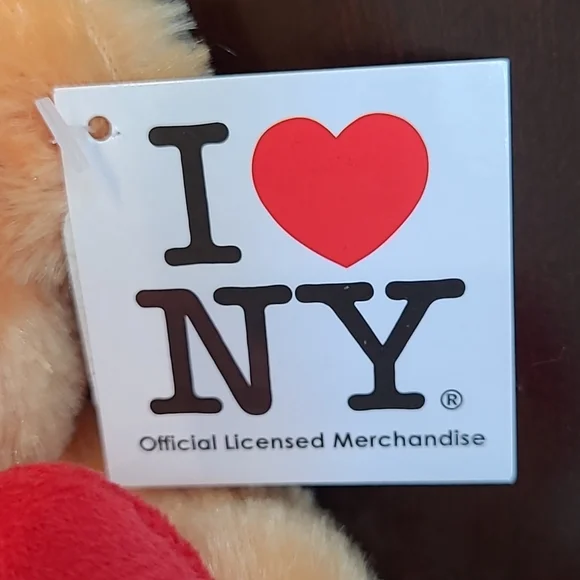 I ❤
NY®
Official Licensed Merchandise